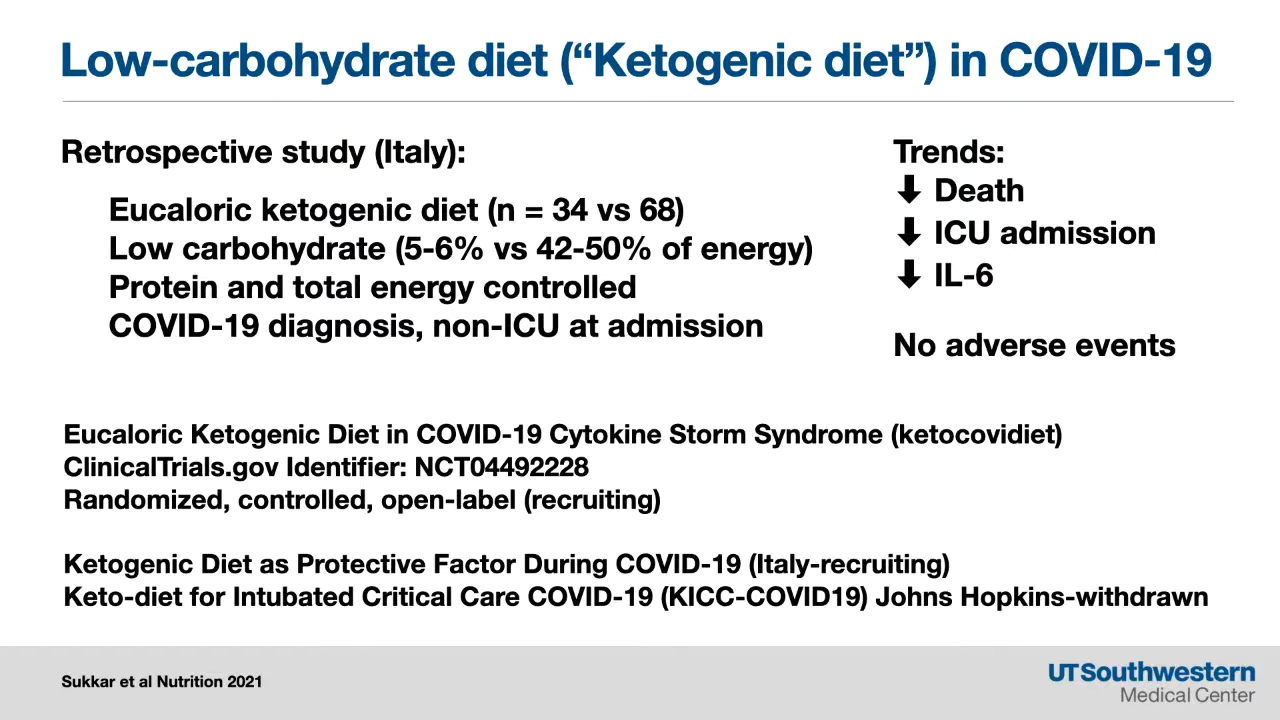 Low-carbohydrate diet (“Ketogenic diet”) in COVID-19
Retrospective study (Italy):
Eucaloric ketogenic diet (n = 34 vs 68)
Low carbohydrate (5-6% vs 42-50% of energy)
Protein and total energy controlled
COVID-19 diagnosis, non-ICU at admission
Trends:
⬇ Death
⬇ ICU admission
⬇ IL-6
No adverse events
Eucaloric Ketogenic Diet in COVID-19 Cytokine Storm Syndrome (ketocovidiet)
ClinicalTrials.gov Identifier: NCT04492228
Randomized, controlled, open-label (recruiting)
Ketogenic Diet as Protective Factor During COVID-19 (Italy-recruiting)
Keto-diet for Intubated Critical Care COVID-19 (KICC-COVID19) Johns Hopkins-withdrawn
Sukkar et al Nutrition 2021
UTSouthwestern
Medical Center